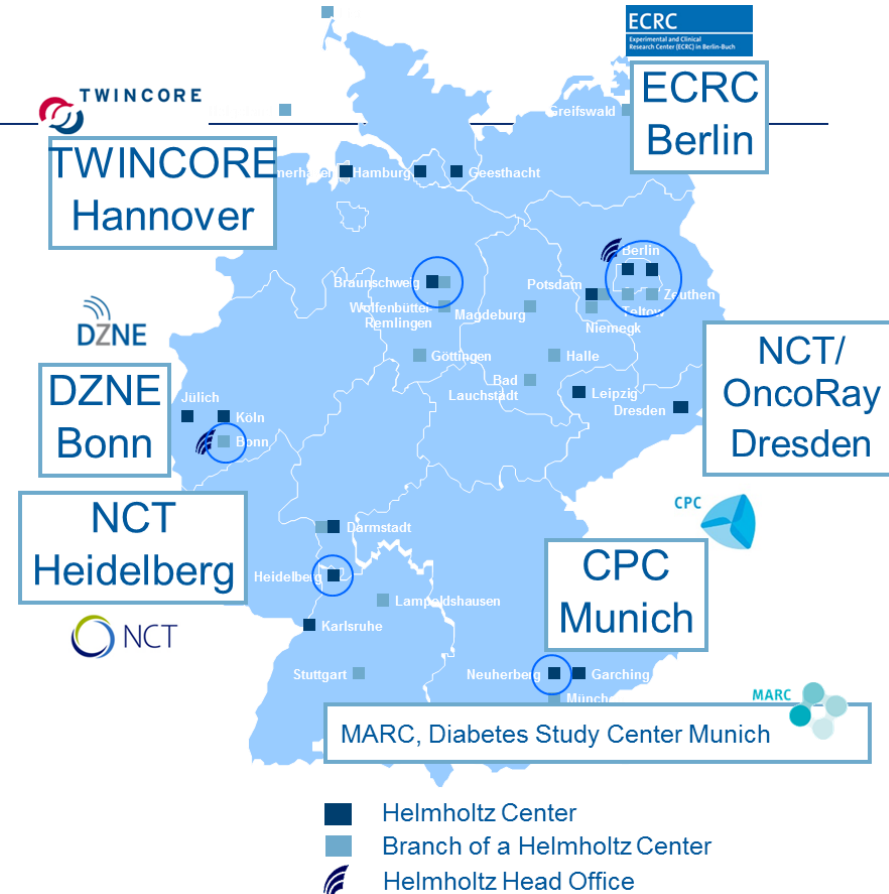 ECRC
Experimental and Clinical
Research Center (ECRC) in Berlin-Buch
TWINCORE
ECRC
Berlin
Greifswald
TWINCORE
Hannover
Hamburg
Geesthacht
Berlin
Braunschweig
Potsdam
Zeuthen
Wolfenbüttel-
Remlingen
Magdeburg
Teltow
Niemegk
DZNE
Göttingen
Halle
NCT/
OncoRay
Dresden
DZNE
Bonn
Bad
Lauchstädt
Leipzig
Dresden
Jülich
Köln
Bonn
NCT
Heidelberg
CPC
Darmstadt
CPC
Munich
Heidelberg
Lampoldshausen
NCT
Karlsruhe
Stuttgart
Neuherberg
Garching
MARC
MARC, Diabetes Study Center Munich
Helmholtz Center
Branch of a Helmholtz Center
Helmholtz Head Office